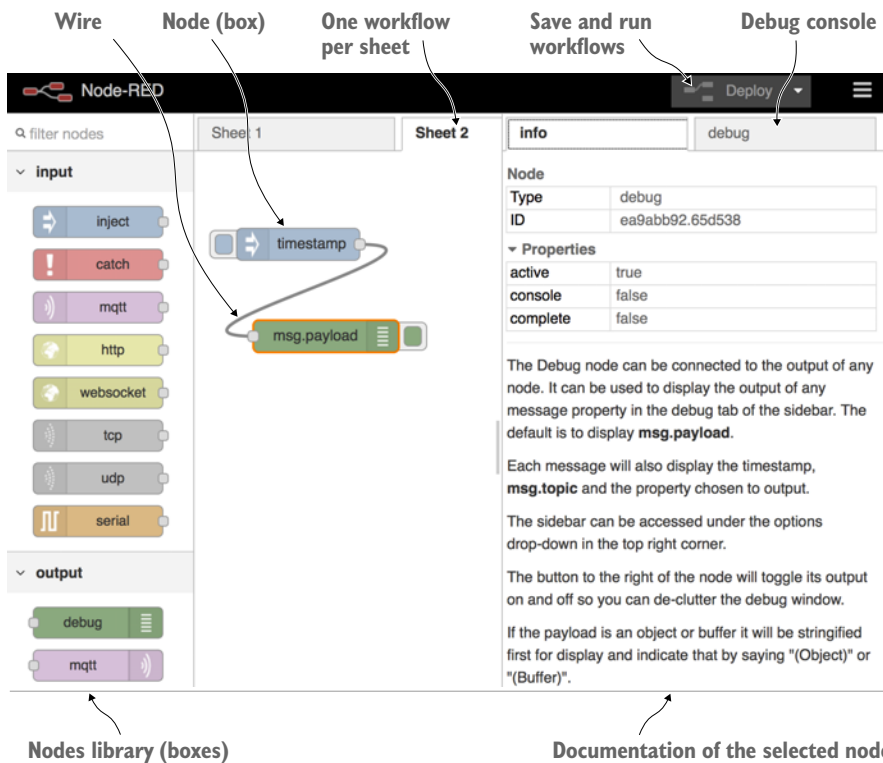 Wire
Node (box)
One workflow
per sheet
Save and run
workflows
Debug console
Node-RED
Deploy
filter nodes
Sheet 1
Sheet 2
info
debug
input
inject
catch
mqtt
http
websocket
tcp
udp
serial
output
debug
mqtt
timestamp
msg.payload
Node
Type debug
ID ea9abb92.65d538
Properties
active true
console false
complete false
The Debug node can be connected to the output of any
node. It can be used to display the output of any
message property in the debug tab of the sidebar. The
default is to display msg.payload.
Each message will also display the timestamp,
msg.topic and the property chosen to output.
The sidebar can be accessed under the options
drop-down in the top right corner.
The button to the right of the node will toggle its output
on and off so you can de-clutter the debug window.
If the payload is an object or buffer it will be stringified
first for display and indicate that by saying "(Object)" or
"(Buffer)".
Nodes library (boxes)
Documentation of the selected node